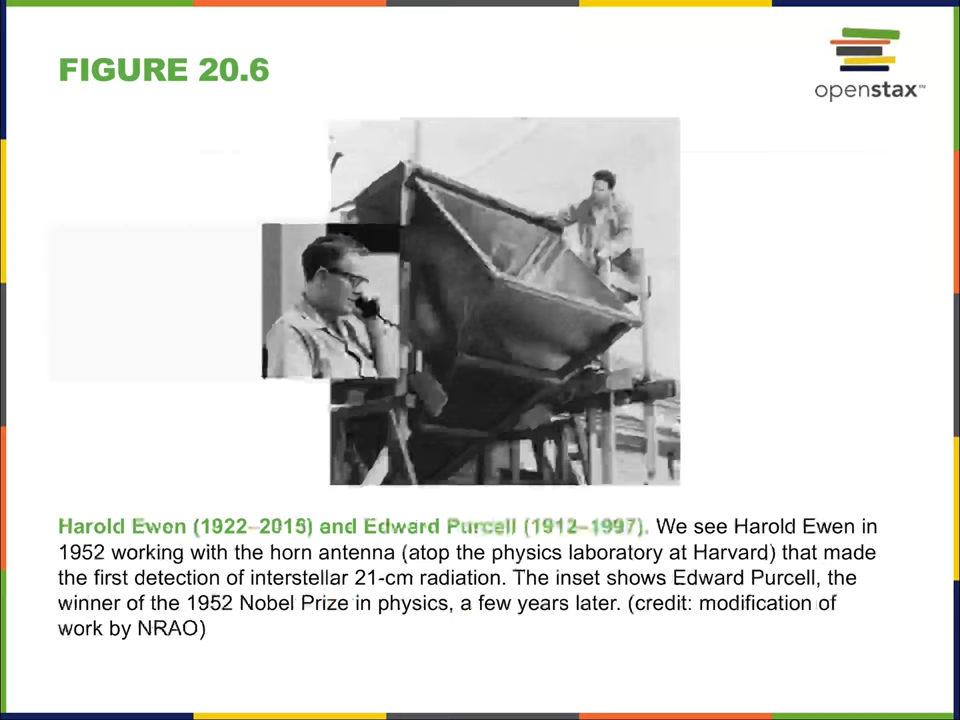 FIGURE 20.6
openstax™
Harold Ewen (1922–2015) and Edward Purcell (1912–1997). We see Harold Ewen in
1952 working with the horn antenna (atop the physics laboratory at Harvard) that made
the first detection of interstellar 21-cm radiation. The inset shows Edward Purcell, the
winner of the 1952 Nobel Prize in physics, a few years later. (credit: modification of
work by NRAO)